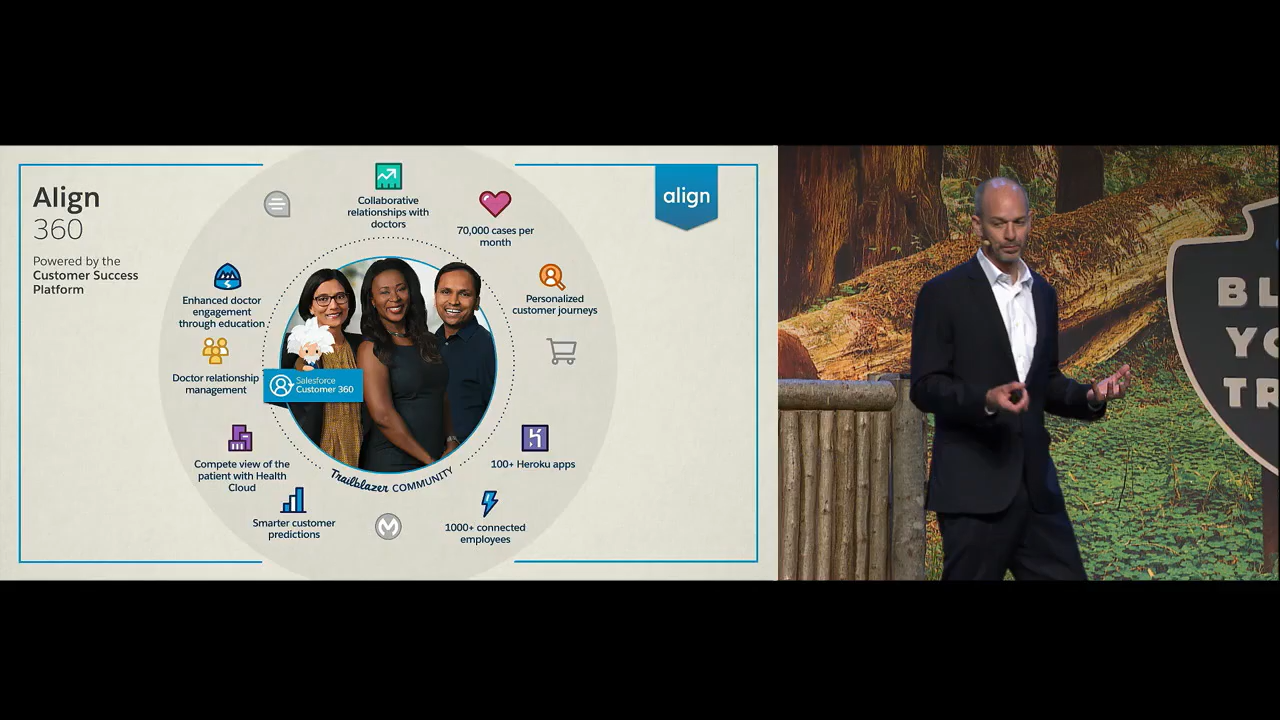 Align
360
Powered by the
Customer Success
Platform
align
Collaborative
relationships with
doctors
70,000 cases per
month
Enhanced doctor
engagement
through education
Personalized
customer journeys
Doctor relationship
management
Salesforce
Customer 360
Compete view of the
patient with Health
Cloud
100+ Heroku apps
Trailblazer COMMUNITY
Smarter customer
predictions
1000+ connected
employees
BL
YO
TR